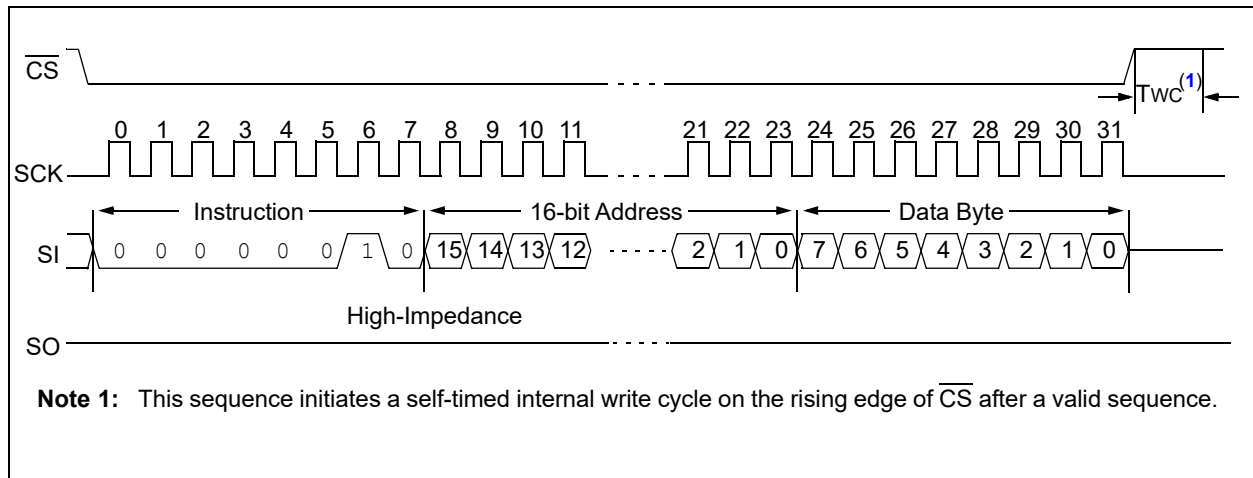 CS
TWC(1)
0 1 2 3 4 5 6 7 8 9 10 11 21 22 23 24 25 26 27 28 29 30 31
SCK
Instruction 16-bit Address Data Byte
SI 0 0 0 0 0 0 1 0 15 14 13 12 2 1 0 7 6 5 4 3 2 1 0
High-Impedance
SO
Note 1: This sequence initiates a self-timed internal write cycle on the rising edge of CS after a valid sequence.